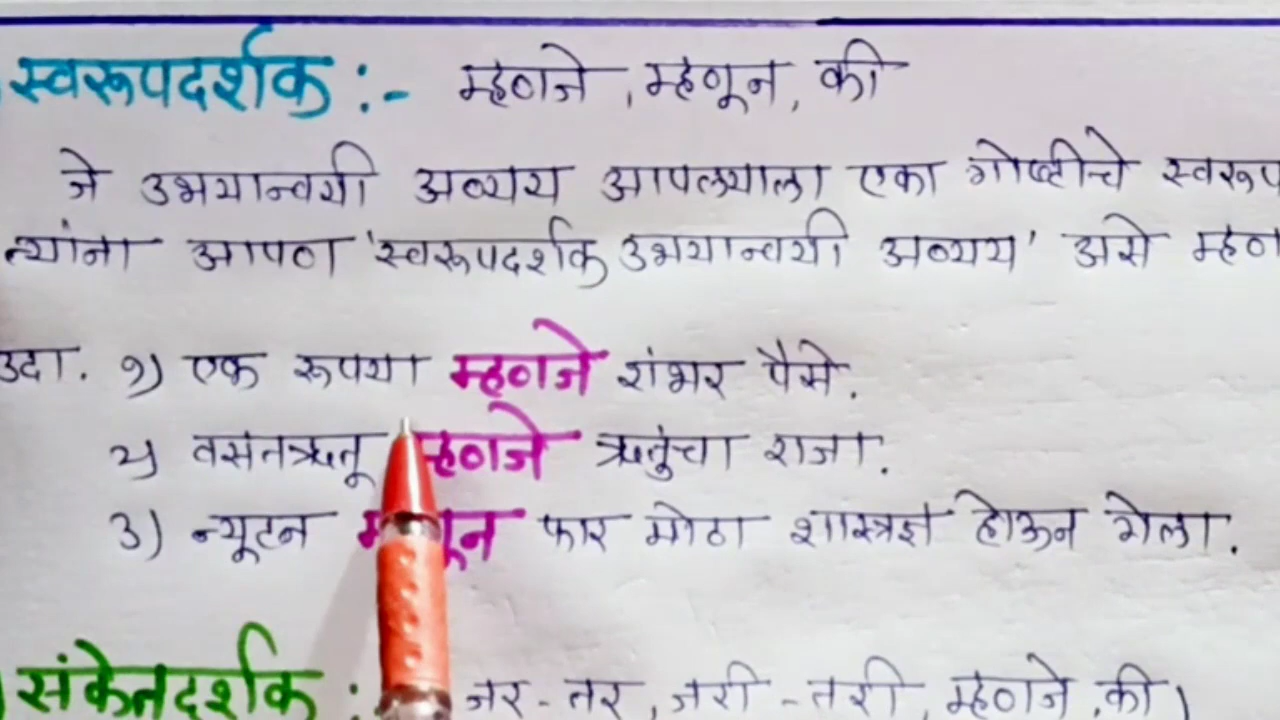 स्वरूपदर्शक :- म्हणजे, म्हणून, की
जे उभयान्वयी अव्यय आपल्याला एका गोष्टीचे स्वरूप
त्यांना आपण 'स्वरूपदर्शक उभयान्वयी अव्यय' असे म्हण
उदा. १) एक रूपया म्हणजे शंभर पैसे.
२) वसंतऋतू म्हणजे ऋतुंचा राजा.
३) न्यूटन म्हणून फार मोठा शास्त्रज्ञ होऊन गेला.
संकेतदर्शक : जर-तर, जरी-तरी, म्हणजे, की